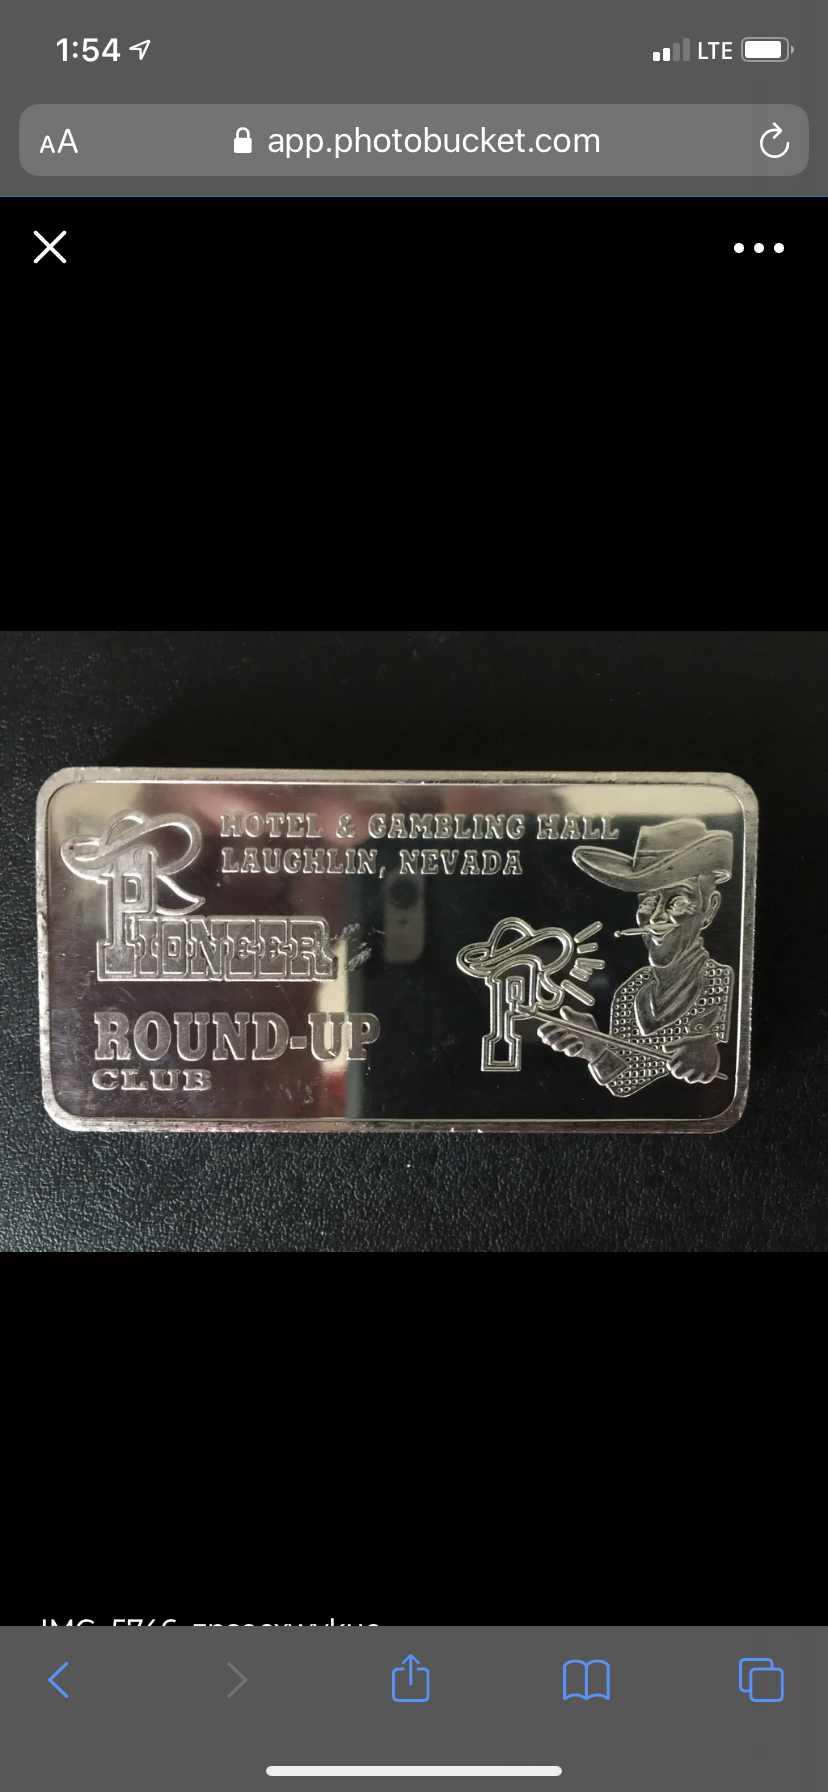 1:54
LTE
AA
app.photobucket.com
HOTEL & GAMBLING HALL
LAUGHLIN, NEVADA
PIONEER
ROUND-UP
CLUB
P